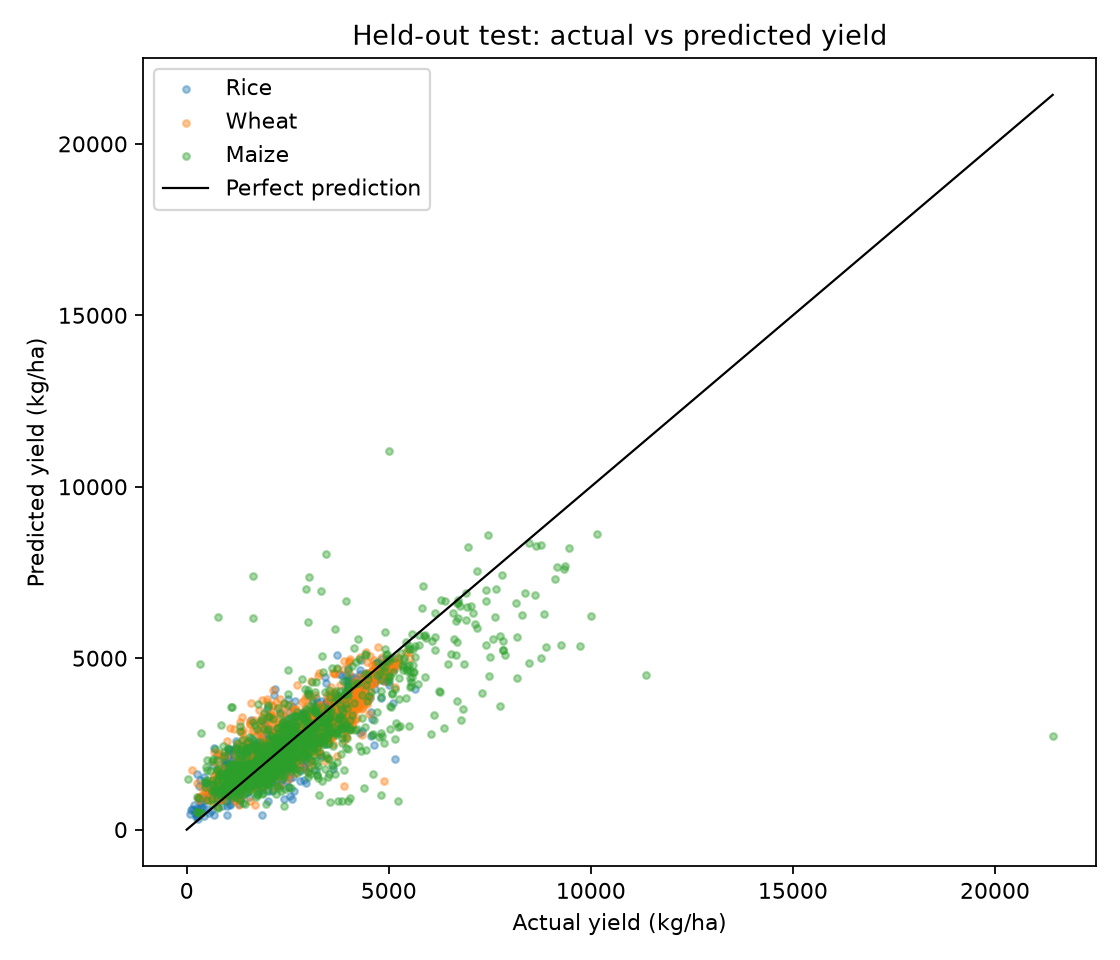 Held-out test: actual vs predicted yield
Rice
Wheat
Maize
Perfect prediction
20000
15000
10000
5000
0
Predicted yield (kg/ha)
0
5000
10000
15000
20000
Actual yield (kg/ha)